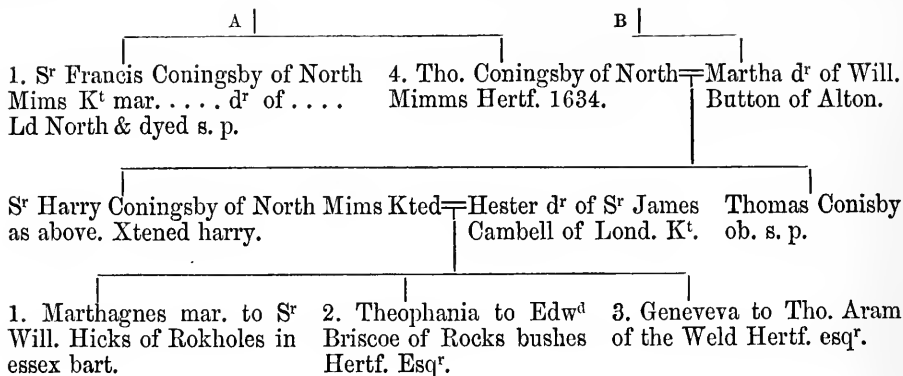 A B
1. Sʳ Francis Coningsby of North
Mims Kᵗ mar. . . . . . dʳ of . . . .
Ld North & dyed s. p.
4. Tho. Coningsby of North
Mimms Hertf. 1634.
Martha dʳ of Will.
Button of Alton.
Sʳ Harry Coningsby of North Mims Kted
as above. Xtened harry.
Hester dʳ of Sʳ James
Cambell of Lond. Kᵗ.
Thomas Conisby
ob. s. p.
1. Marthagnes mar. to Sʳ
Will. Hicks of Rokholes in
essex bart.
2. Theophania to Edwᵈ
Briscoe of Rocks bushes
Hertf. Esqʳ.
3. Geneveva to Tho. Aram
of the Weld Hertf. esqʳ.